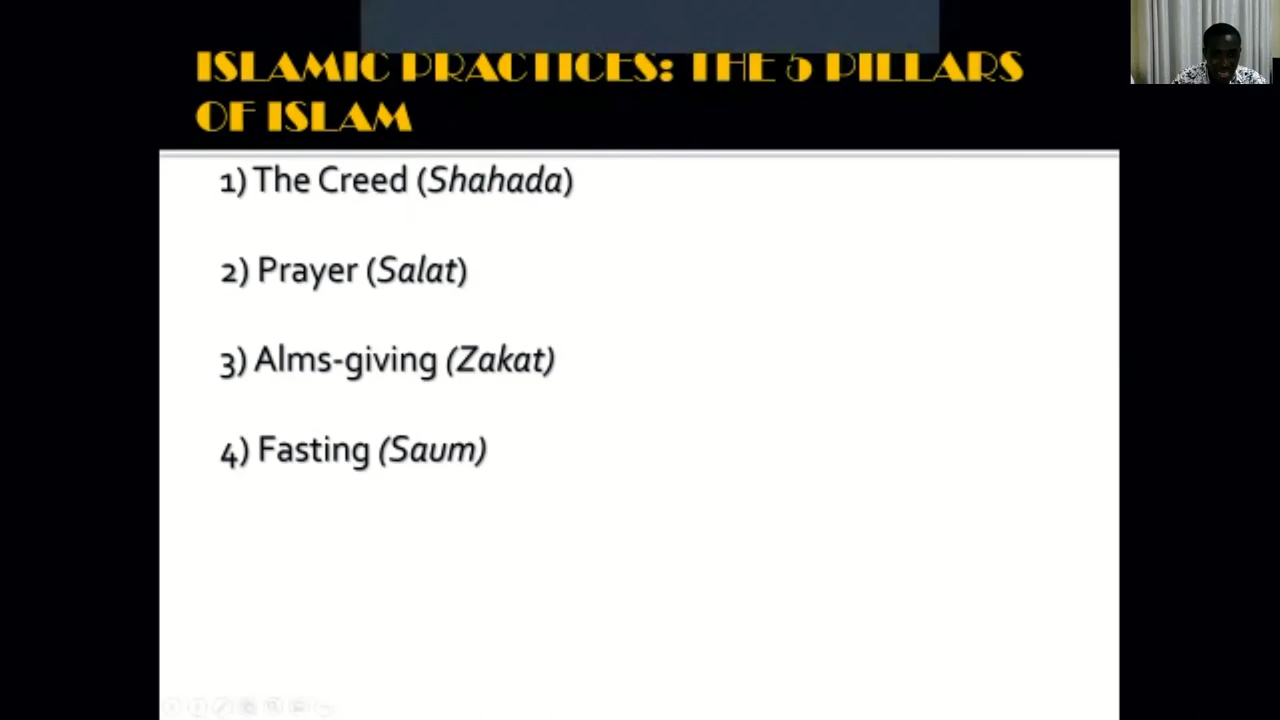 ISLAMIC PRACTICES: THE 5 PILLARS
OF ISLAM
1) The Creed (Shahada)
2) Prayer (Salat)
3) Alms-giving (Zakat)
4) Fasting (Saum)